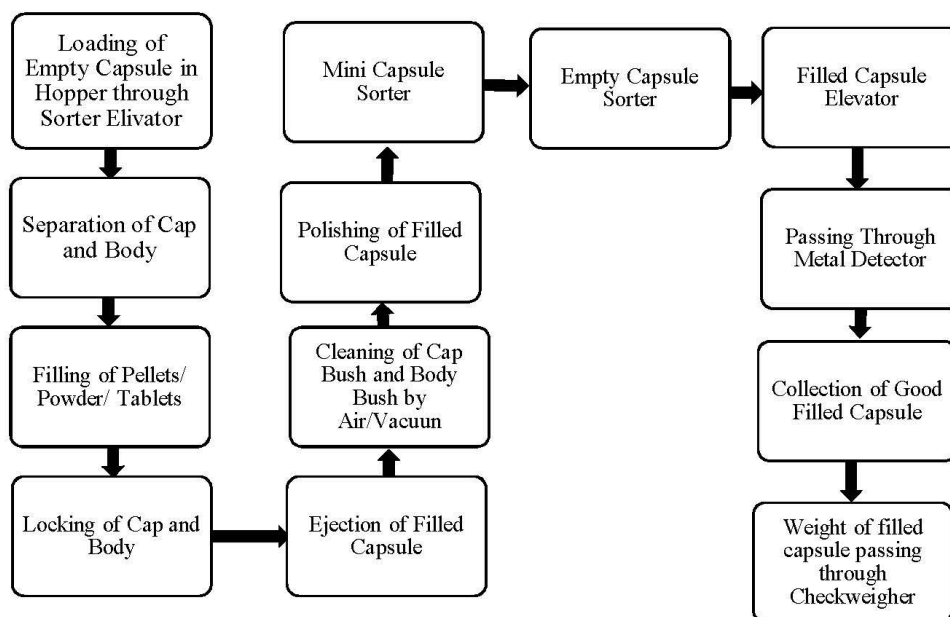 Loading of
Empty Capsule in
Hopper through
Sorter Elivator
Separation of Cap
and Body
Filling of Pellets/
Powder/ Tablets
Locking of Cap and
Body
Ejection of Filled
Capsule
Cleaning of Cap
Bush and Body
Bush by
Air/Vacuun
Polishing of Filled
Capsule
Mini Capsule
Sorter
Empty Capsule
Sorter
Filled Capsule
Elevator
Passing Through
Metal Detector
Collection of Good
Filled Capsule
Weight of filled
capsule passing
through
Checkweigher